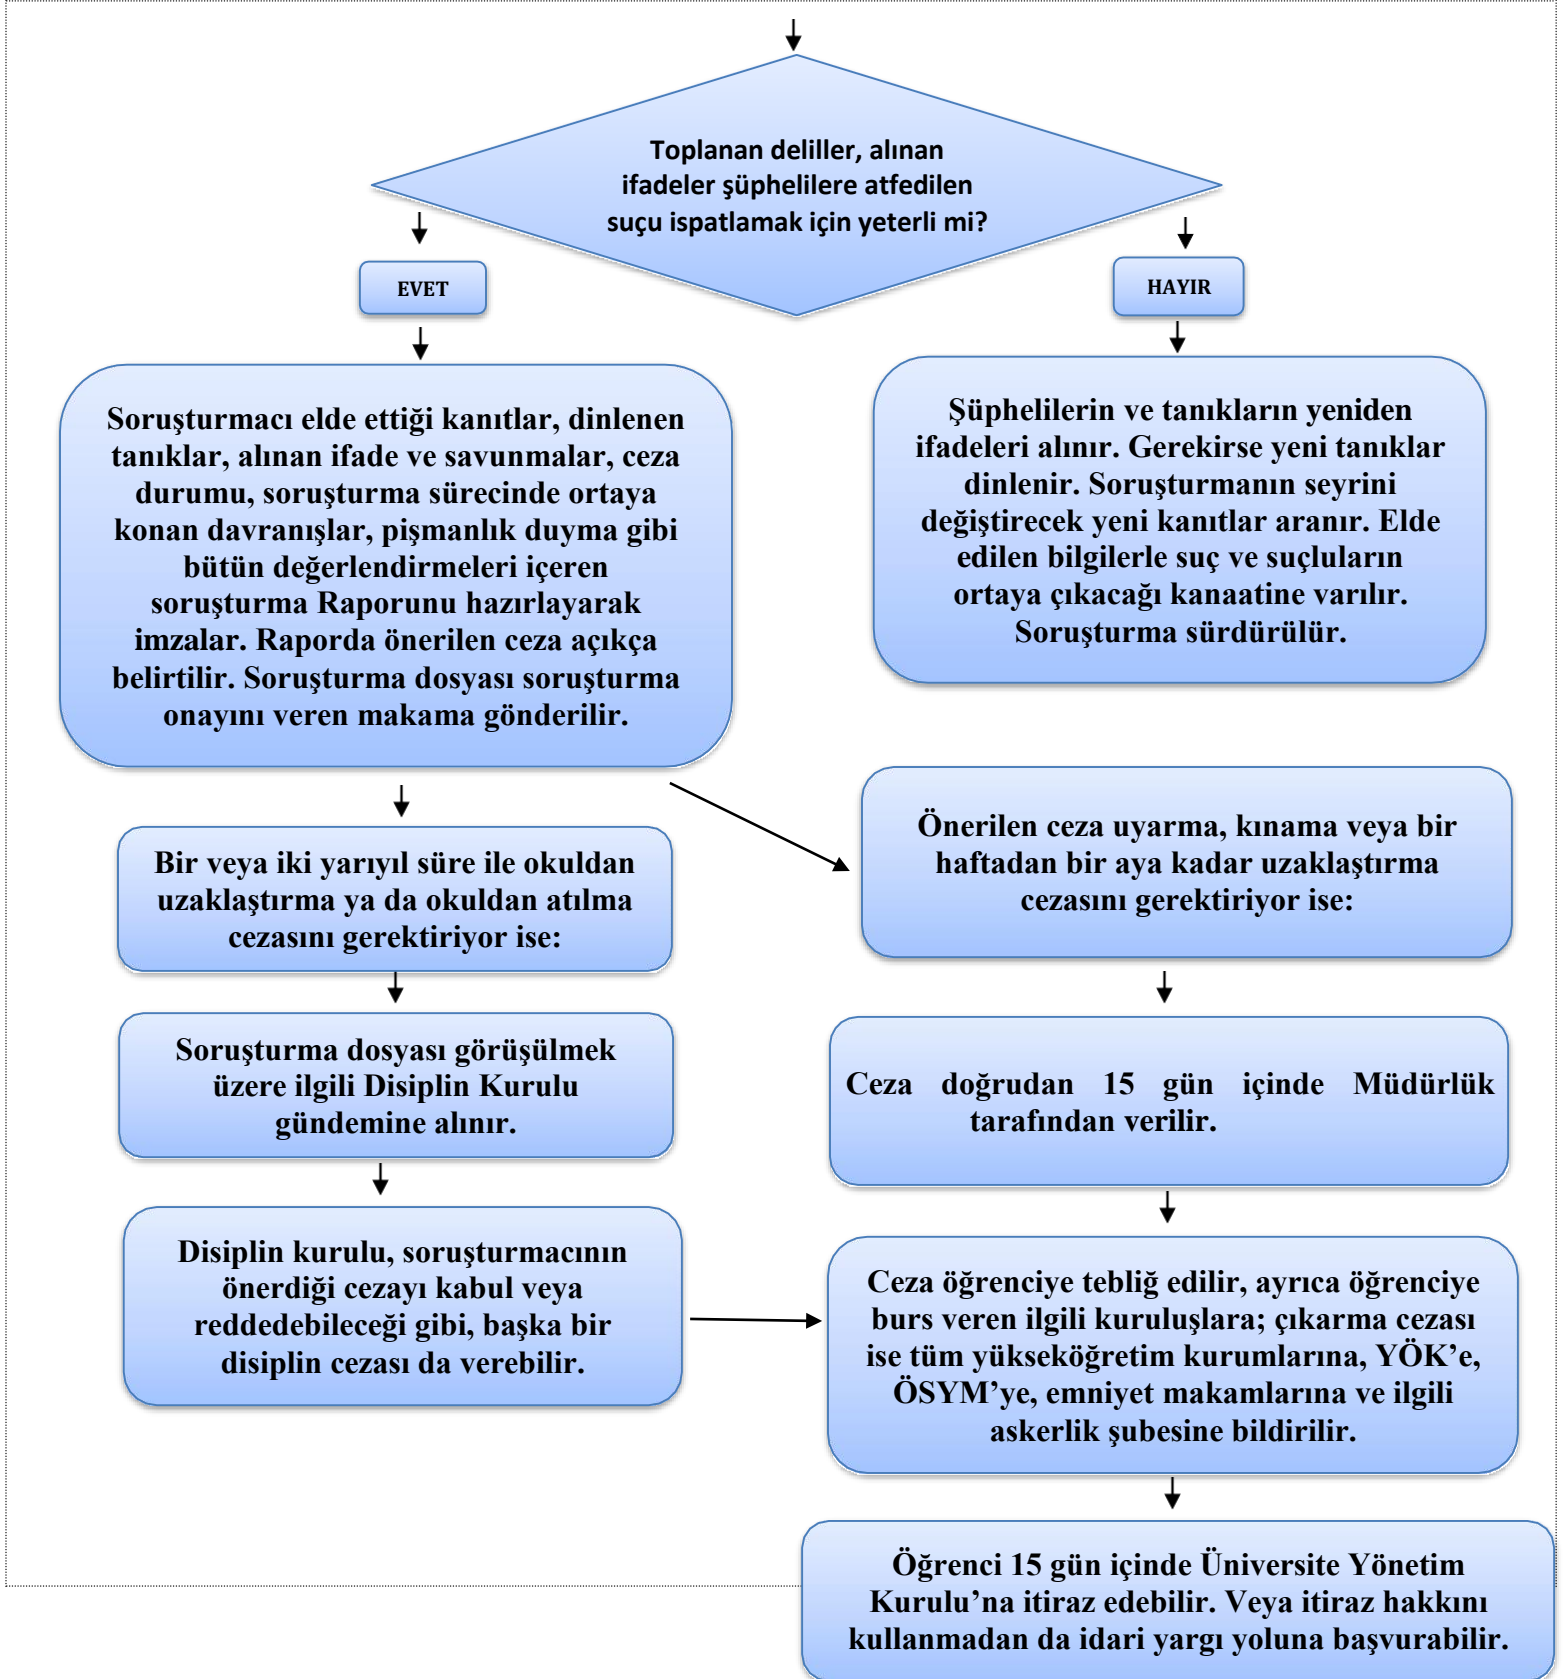 Toplanan deliller, alınan
ifadeler şüphelilere atfedilen
suçu ispatlamak için yeterli mi?
EVET
HAYIR
Soruşturmacı elde ettiği kanıtlar, dinlenen
tanıklar, alınan ifade ve savunmalar, ceza
durumu, soruşturma sürecinde ortaya
konan davranışlar, pişmanlık duyma gibi
bütün değerlendirmeleri içeren
soruşturma Raporunu hazırlayarak
imzalar. Raporda önerilen ceza açıkça
belirtilir. Soruşturma dosyası soruşturma
onayını veren makama gönderilir.
Şüphelilerin ve tanıkların yeniden
ifadeleri alınır. Gerekirse yeni tanıklar
dinlenir. Soruşturmanın seyrini
değiştirecek yeni kanıtlar aranır. Elde
edilen bilgilerle suç ve suçluların
ortaya çıkacağı kanaatine varılır.
Soruşturma sürdürülür.
Bir veya iki yarıyıl süre ile okuldan
uzaklaştırma ya da okuldan atılma
cezasını gerektiriyor ise:
Önerilen ceza uyarma, kınama veya bir
haftadan bir aya kadar uzaklaştırma
cezasını gerektiriyor ise:
Soruşturma dosyası görüşülmek
üzere ilgili Disiplin Kurulu
gündemine alınır.
Ceza doğrudan 15 gün içinde Müdürlük
tarafından verilir.
Disiplin kurulu, soruşturmacının
önerdiği cezayı kabul veya
reddedebileceği gibi, başka bir
disiplin cezası da verebilir.
Ceza öğrenciye tebliğ edilir, ayrıca öğrenciye
burs veren ilgili kuruluşlara; çıkarma cezası
ise tüm yükseköğretim kurumlarına, YÖK’e,
ÖSYM’ye, emniyet makamlarına ve ilgili
askerlik şubesine bildirilir.
Öğrenci 15 gün içinde Üniversite Yönetim
Kurulu’na itiraz edebilir. Veya itiraz hakkını
kullanmadan da idari yargı yoluna başvurabilir.